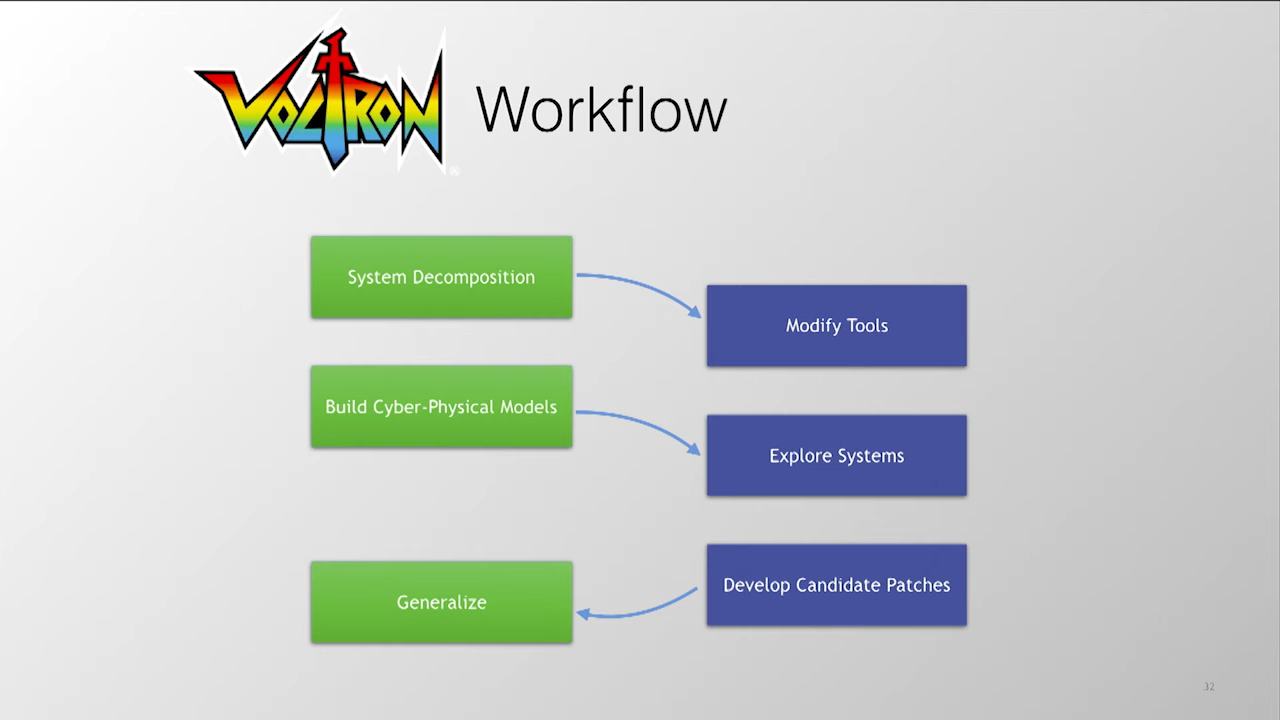 VOLTRON
®
Workflow
System Decomposition
Modify Tools
Build Cyber-Physical Models
Explore Systems
Develop Candidate Patches
Generalize
32